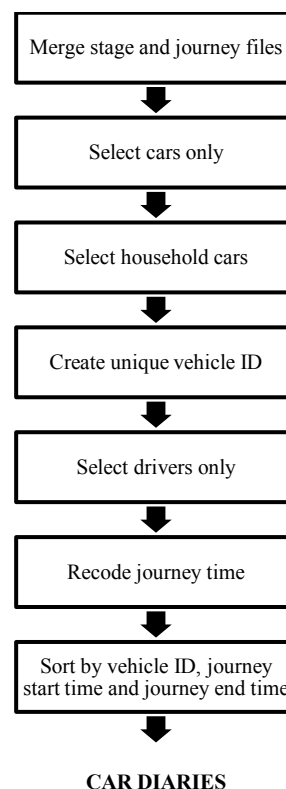 Merge stage and journey files
Select cars only
Select household cars
Create unique vehicle ID
Select drivers only
Recode journey time
Sort by vehicle ID, journey
start time and journey end time
CAR DIARIES